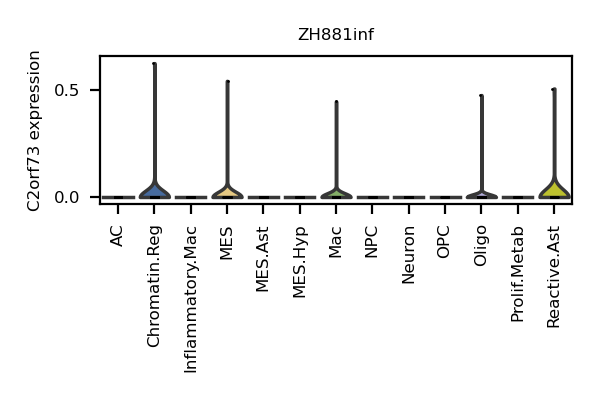 ZH881inf
C2orf73 expression
0.5
0.0
AC
Chromatin.Reg
Inflammatory.Mac
MES
MES.Ast
MES.Hyp
Mac
NPC
Neuron
OPC
Oligo
Prolif.Metab
Reactive.Ast